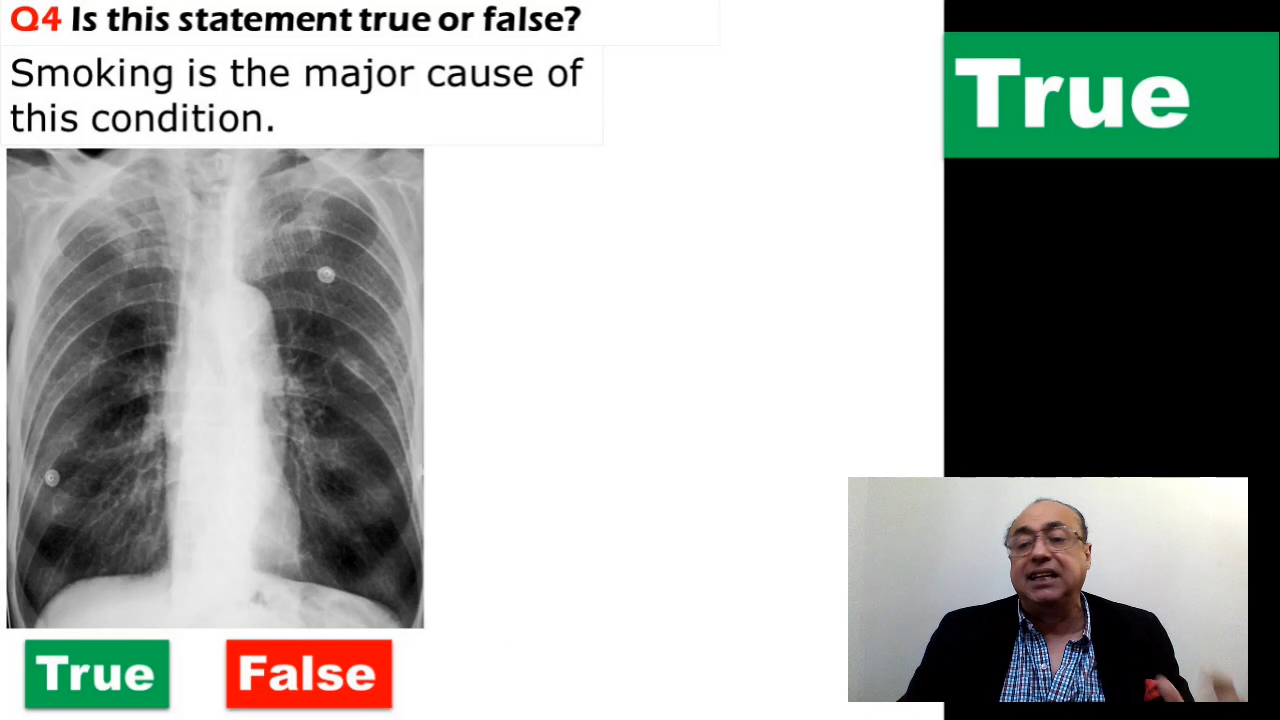 Q4 Is this statement true or false?
Smoking is the major cause of
this condition.
True
True
False